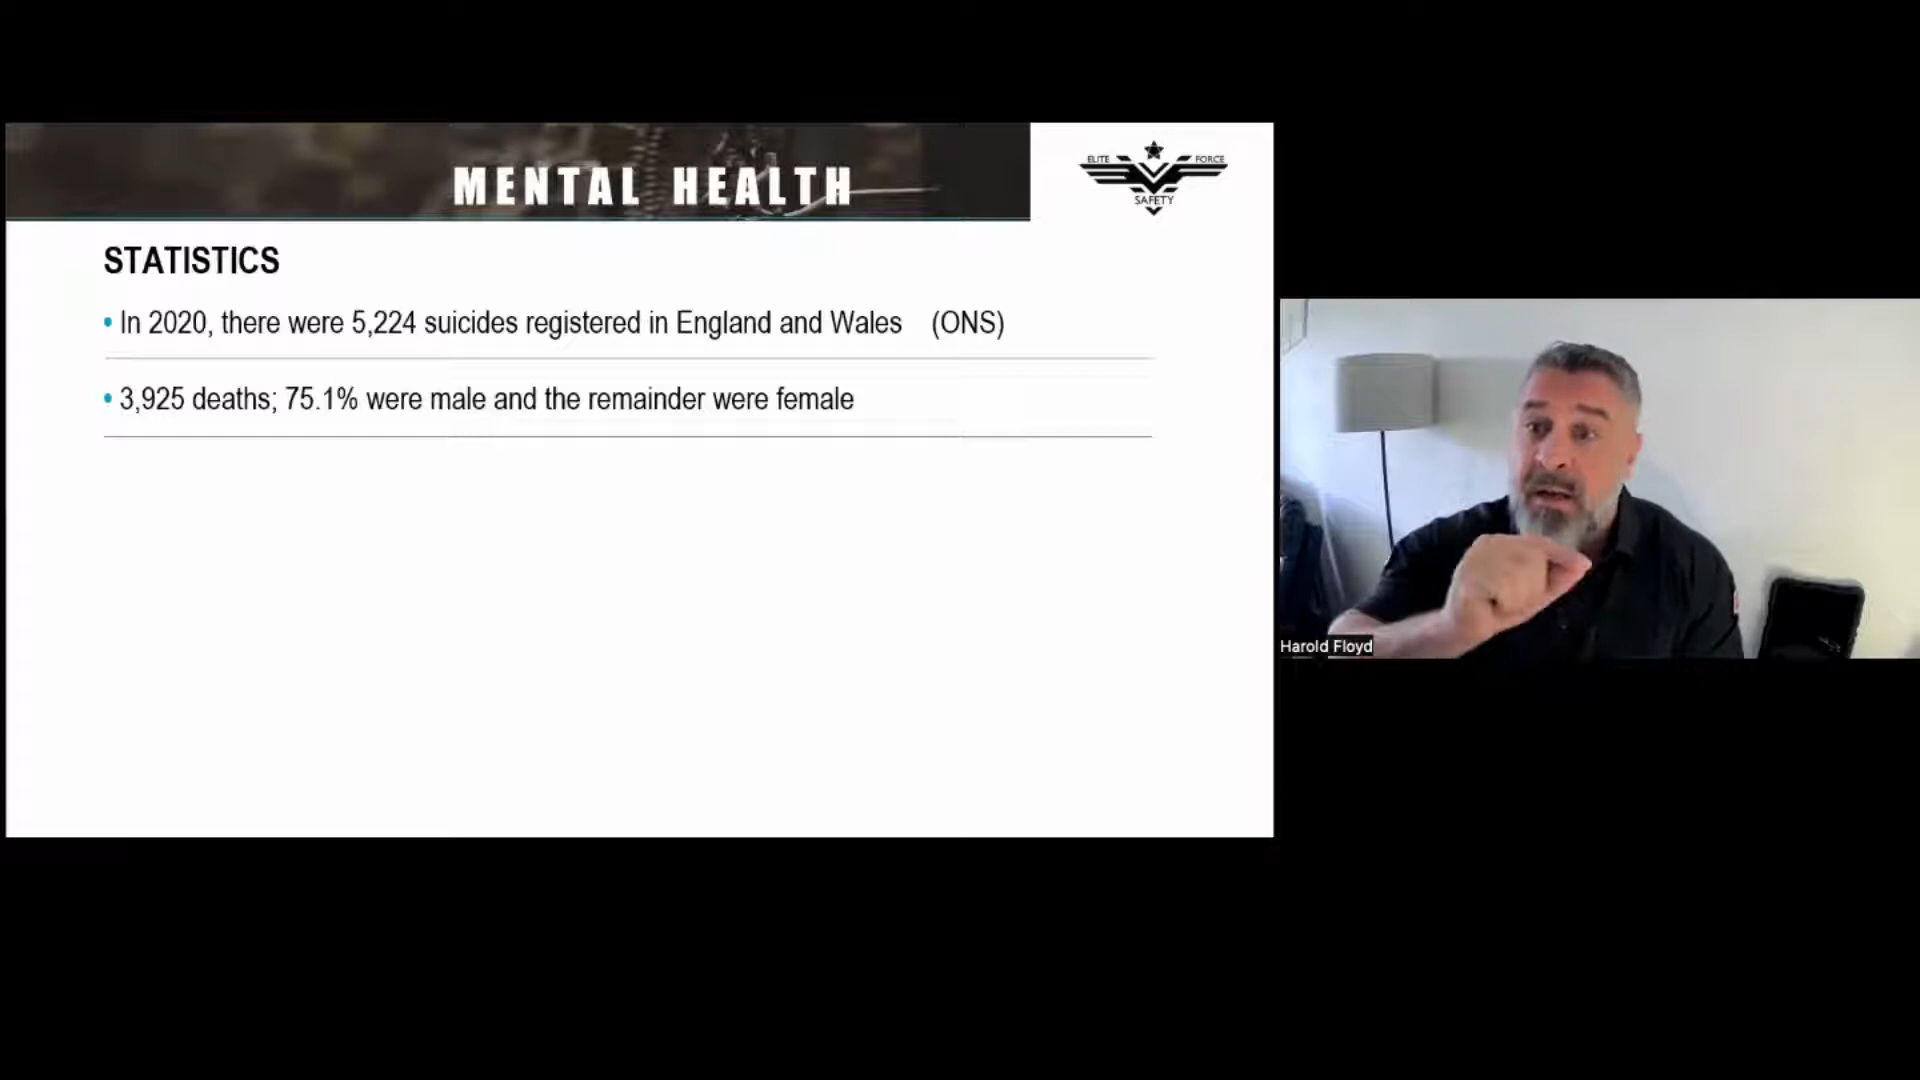 MENTAL HEALTH
ELITE FORCE
SAFETY
STATISTICS
• In 2020, there were 5,224 suicides registered in England and Wales (ONS)
• 3,925 deaths; 75.1% were male and the remainder were female
Harold Floyd